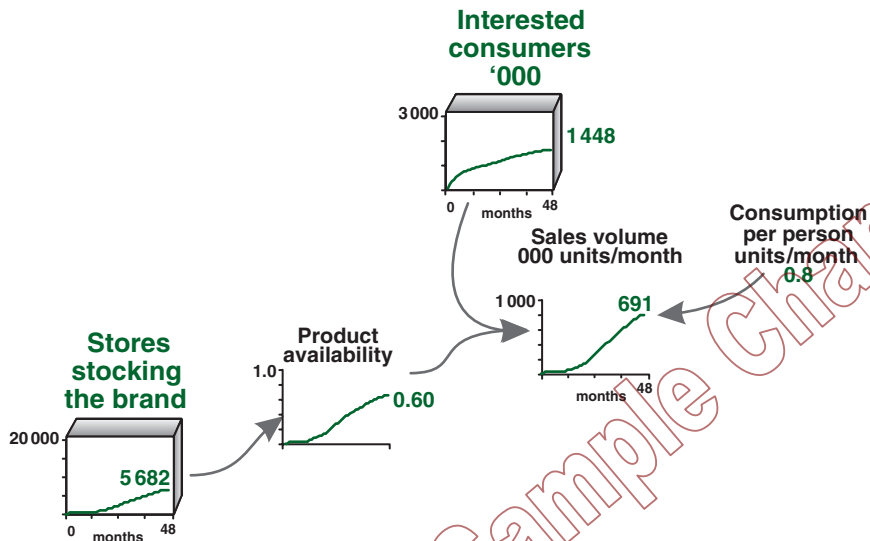 Interested
consumers
‘000
3 000
1 448
0
months
48
Consumption
per person
units/month
0.8
Sales volume
000 units/month
1 000
691
months
48
Product
availability
1.0
0.60
Stores
stocking
the brand
20 000
5 682
0
months
48
Sample Chap